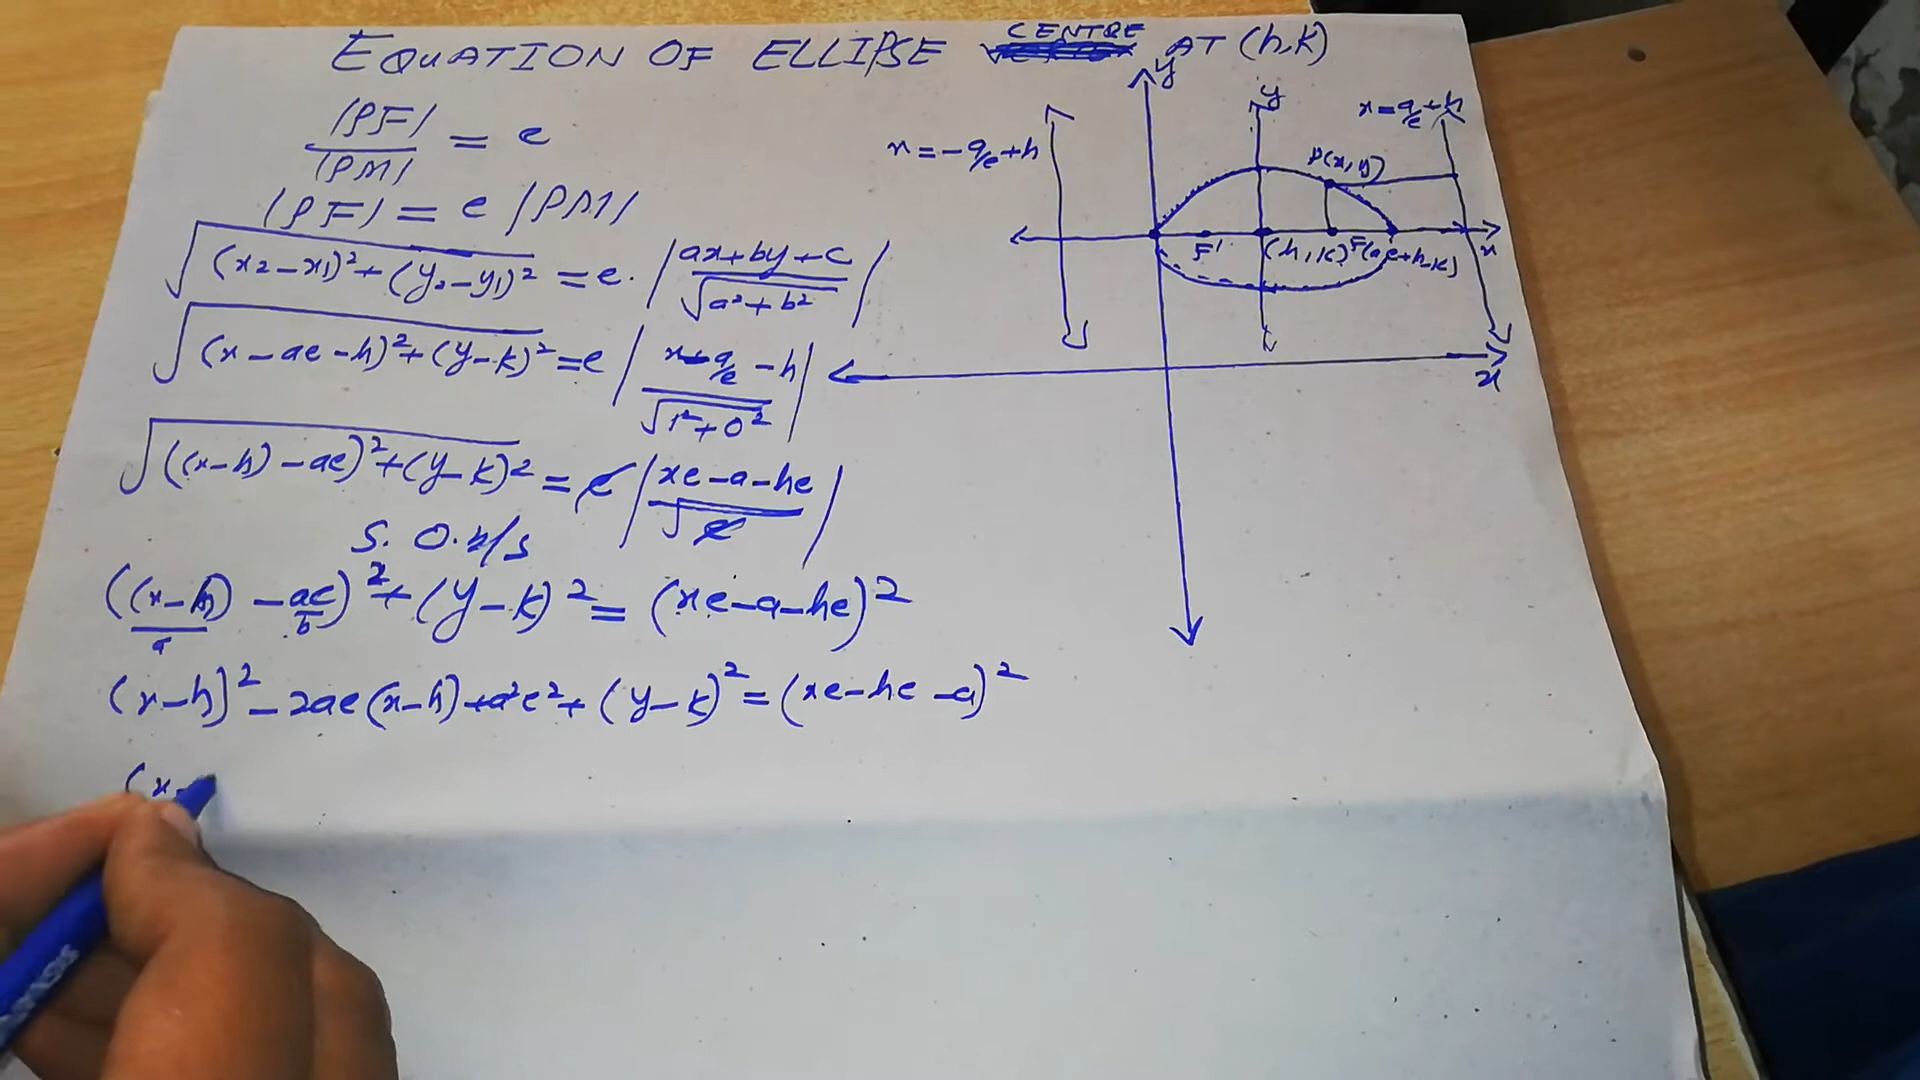 EQUATION OF ELLIPSE CENTRE AT (h,k)
|PF| / |PM| = e
|PF| = e |PM|
√((x₂-x₁)²+(y₂-y₁)²) = e. |ax+by+c / √(a²+b²)|
√((x-ae-h)²+(y-k)²) = e |x-a/e-h / √(1²+0²)|
√(((x-h)-ae)²+(y-k)²) = e |xe-a-he / √e|
S.O.b/s
((x-h)-ae)²+(y-k)² = (xe-a-he)²
a b
(x-h)²-2ae(x-h)+a²e²+(y-k)² = (xe-he-a)²
(x-
y
y
x=-a/e+h
x=a/e+h
P(x,y)
F'
(h,k)
F(ae+h,k)
x
x